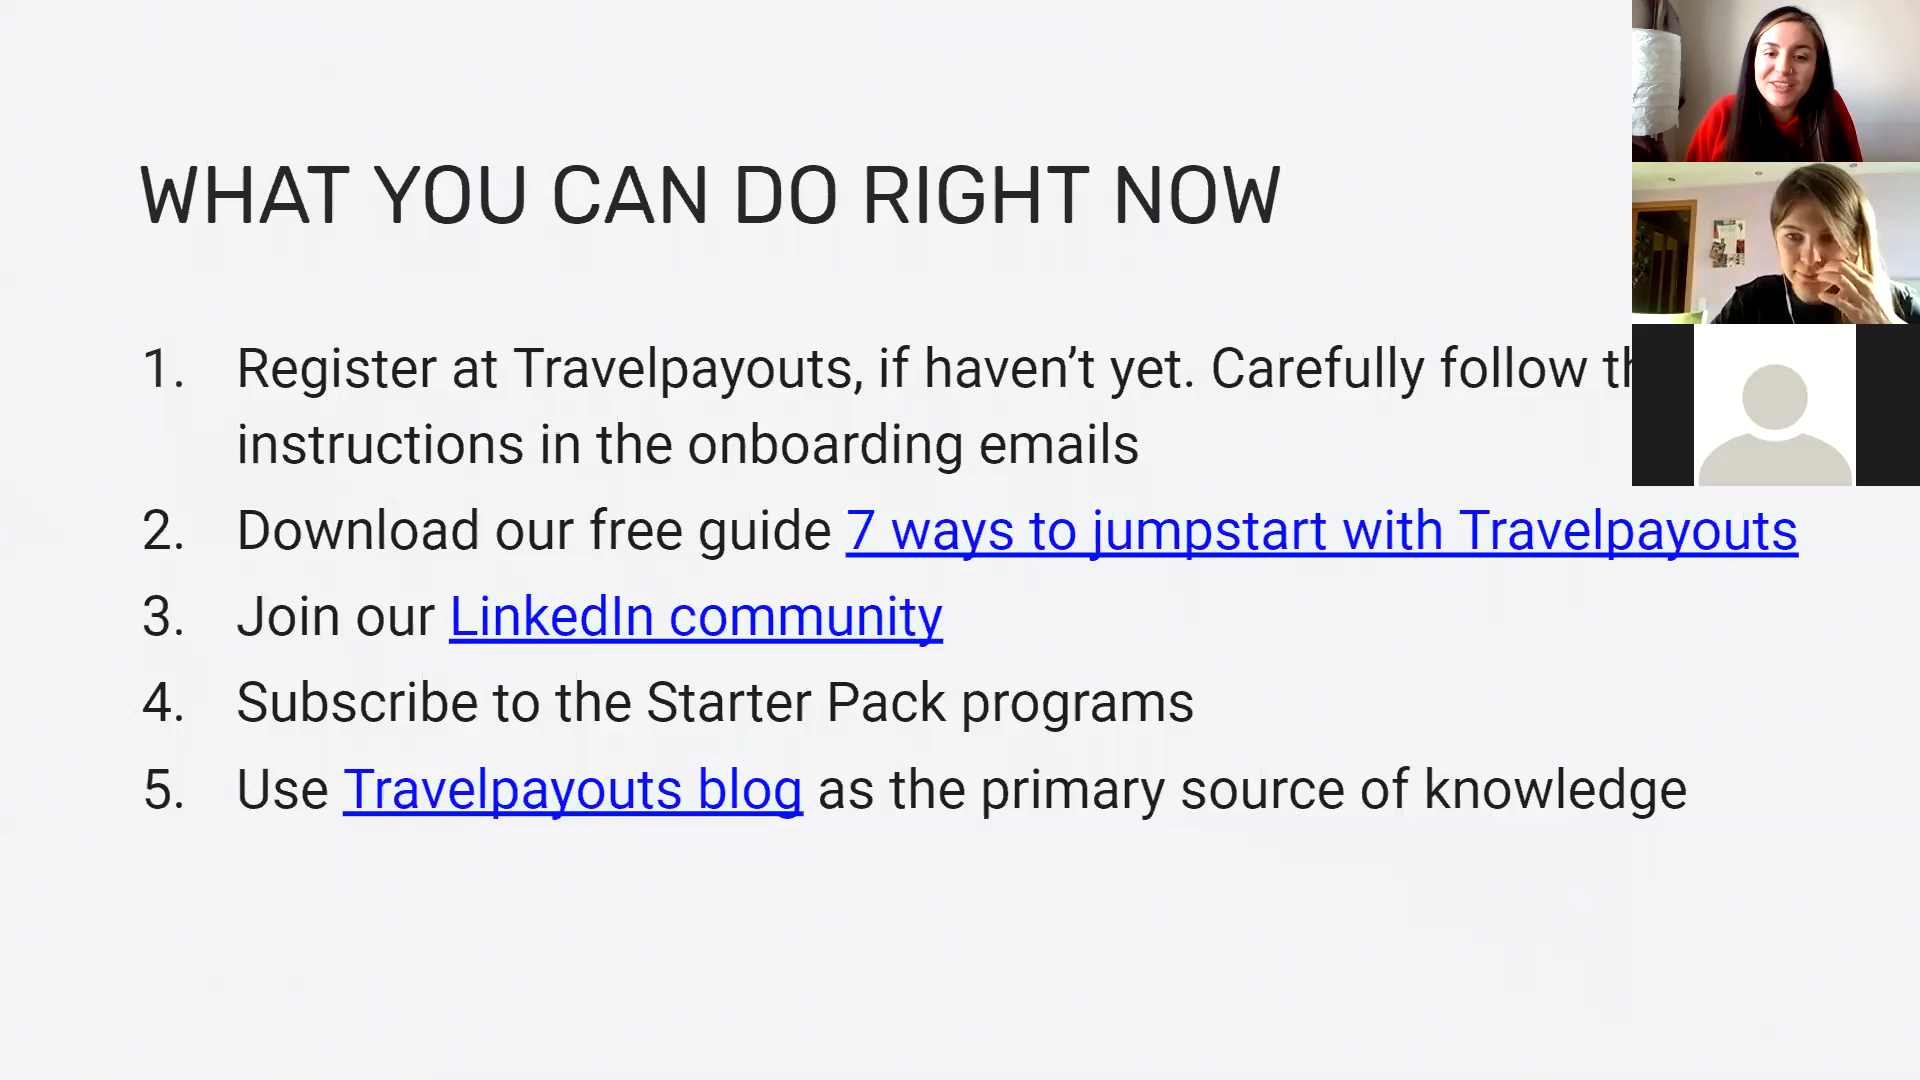 WHAT YOU CAN DO RIGHT NOW
1. Register at Travelpayouts, if haven’t yet. Carefully follow
instructions in the onboarding emails
2. Download our free guide 7 ways to jumpstart with Travelpayouts
3. Join our LinkedIn community
4. Subscribe to the Starter Pack programs
5. Use Travelpayouts blog as the primary source of knowledge